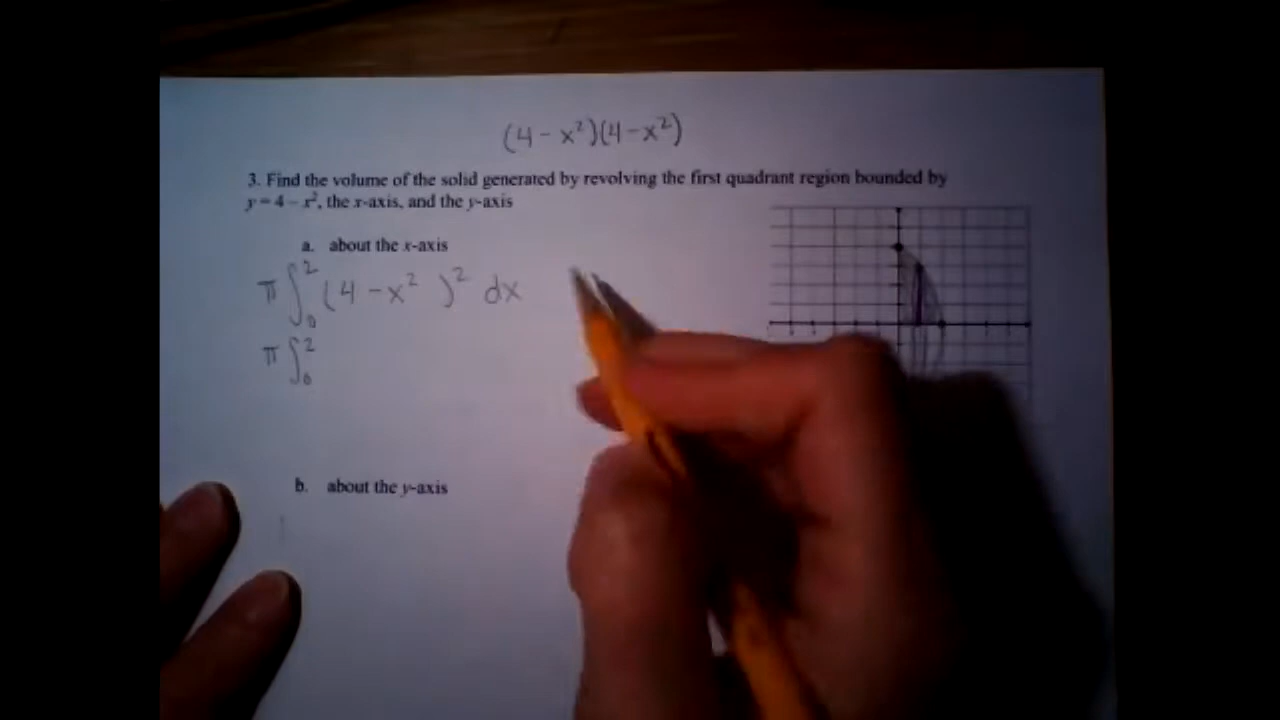 (4 - x²)(4 - x²)
3. Find the volume of the solid generated by revolving the first quadrant region bounded by
y = 4 – x², the x-axis, and the y-axis
a. about the x-axis
π ∫₀² (4 - x² )² dx
π ∫₀²
b. about the y-axis